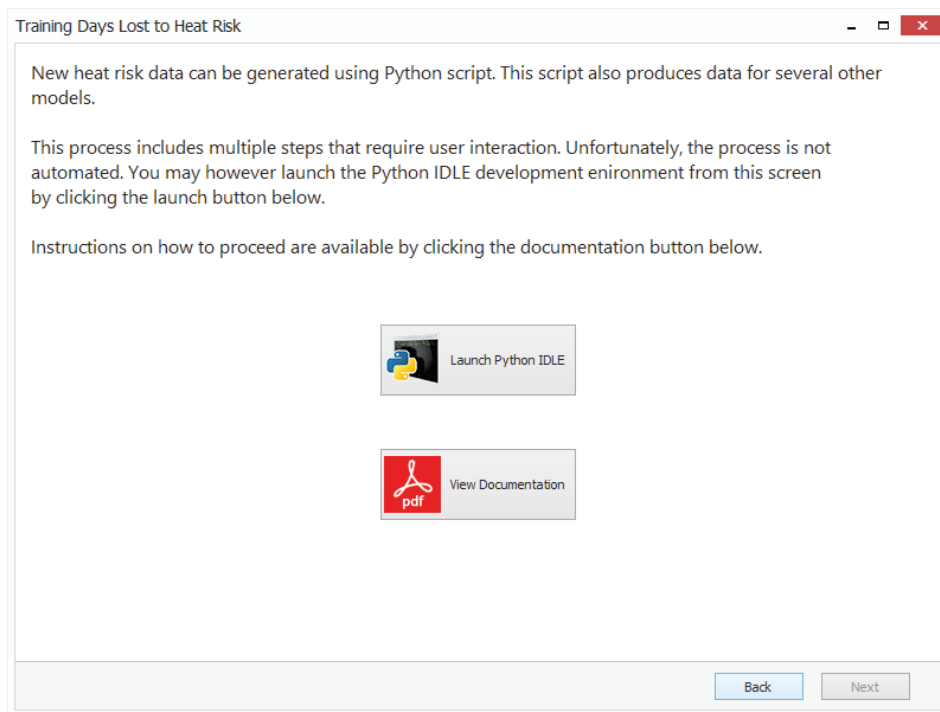 Training Days Lost to Heat Risk
New heat risk data can be generated using Python script. This script also produces data for several other
models.
This process includes multiple steps that require user interaction. Unfortunately, the process is not
automated. You may however launch the Python IDLE development enironment from this screen
by clicking the launch button below.
Instructions on how to proceed are available by clicking the documentation button below.
Launch Python IDLE
pdf
View Documentation
Back
Next